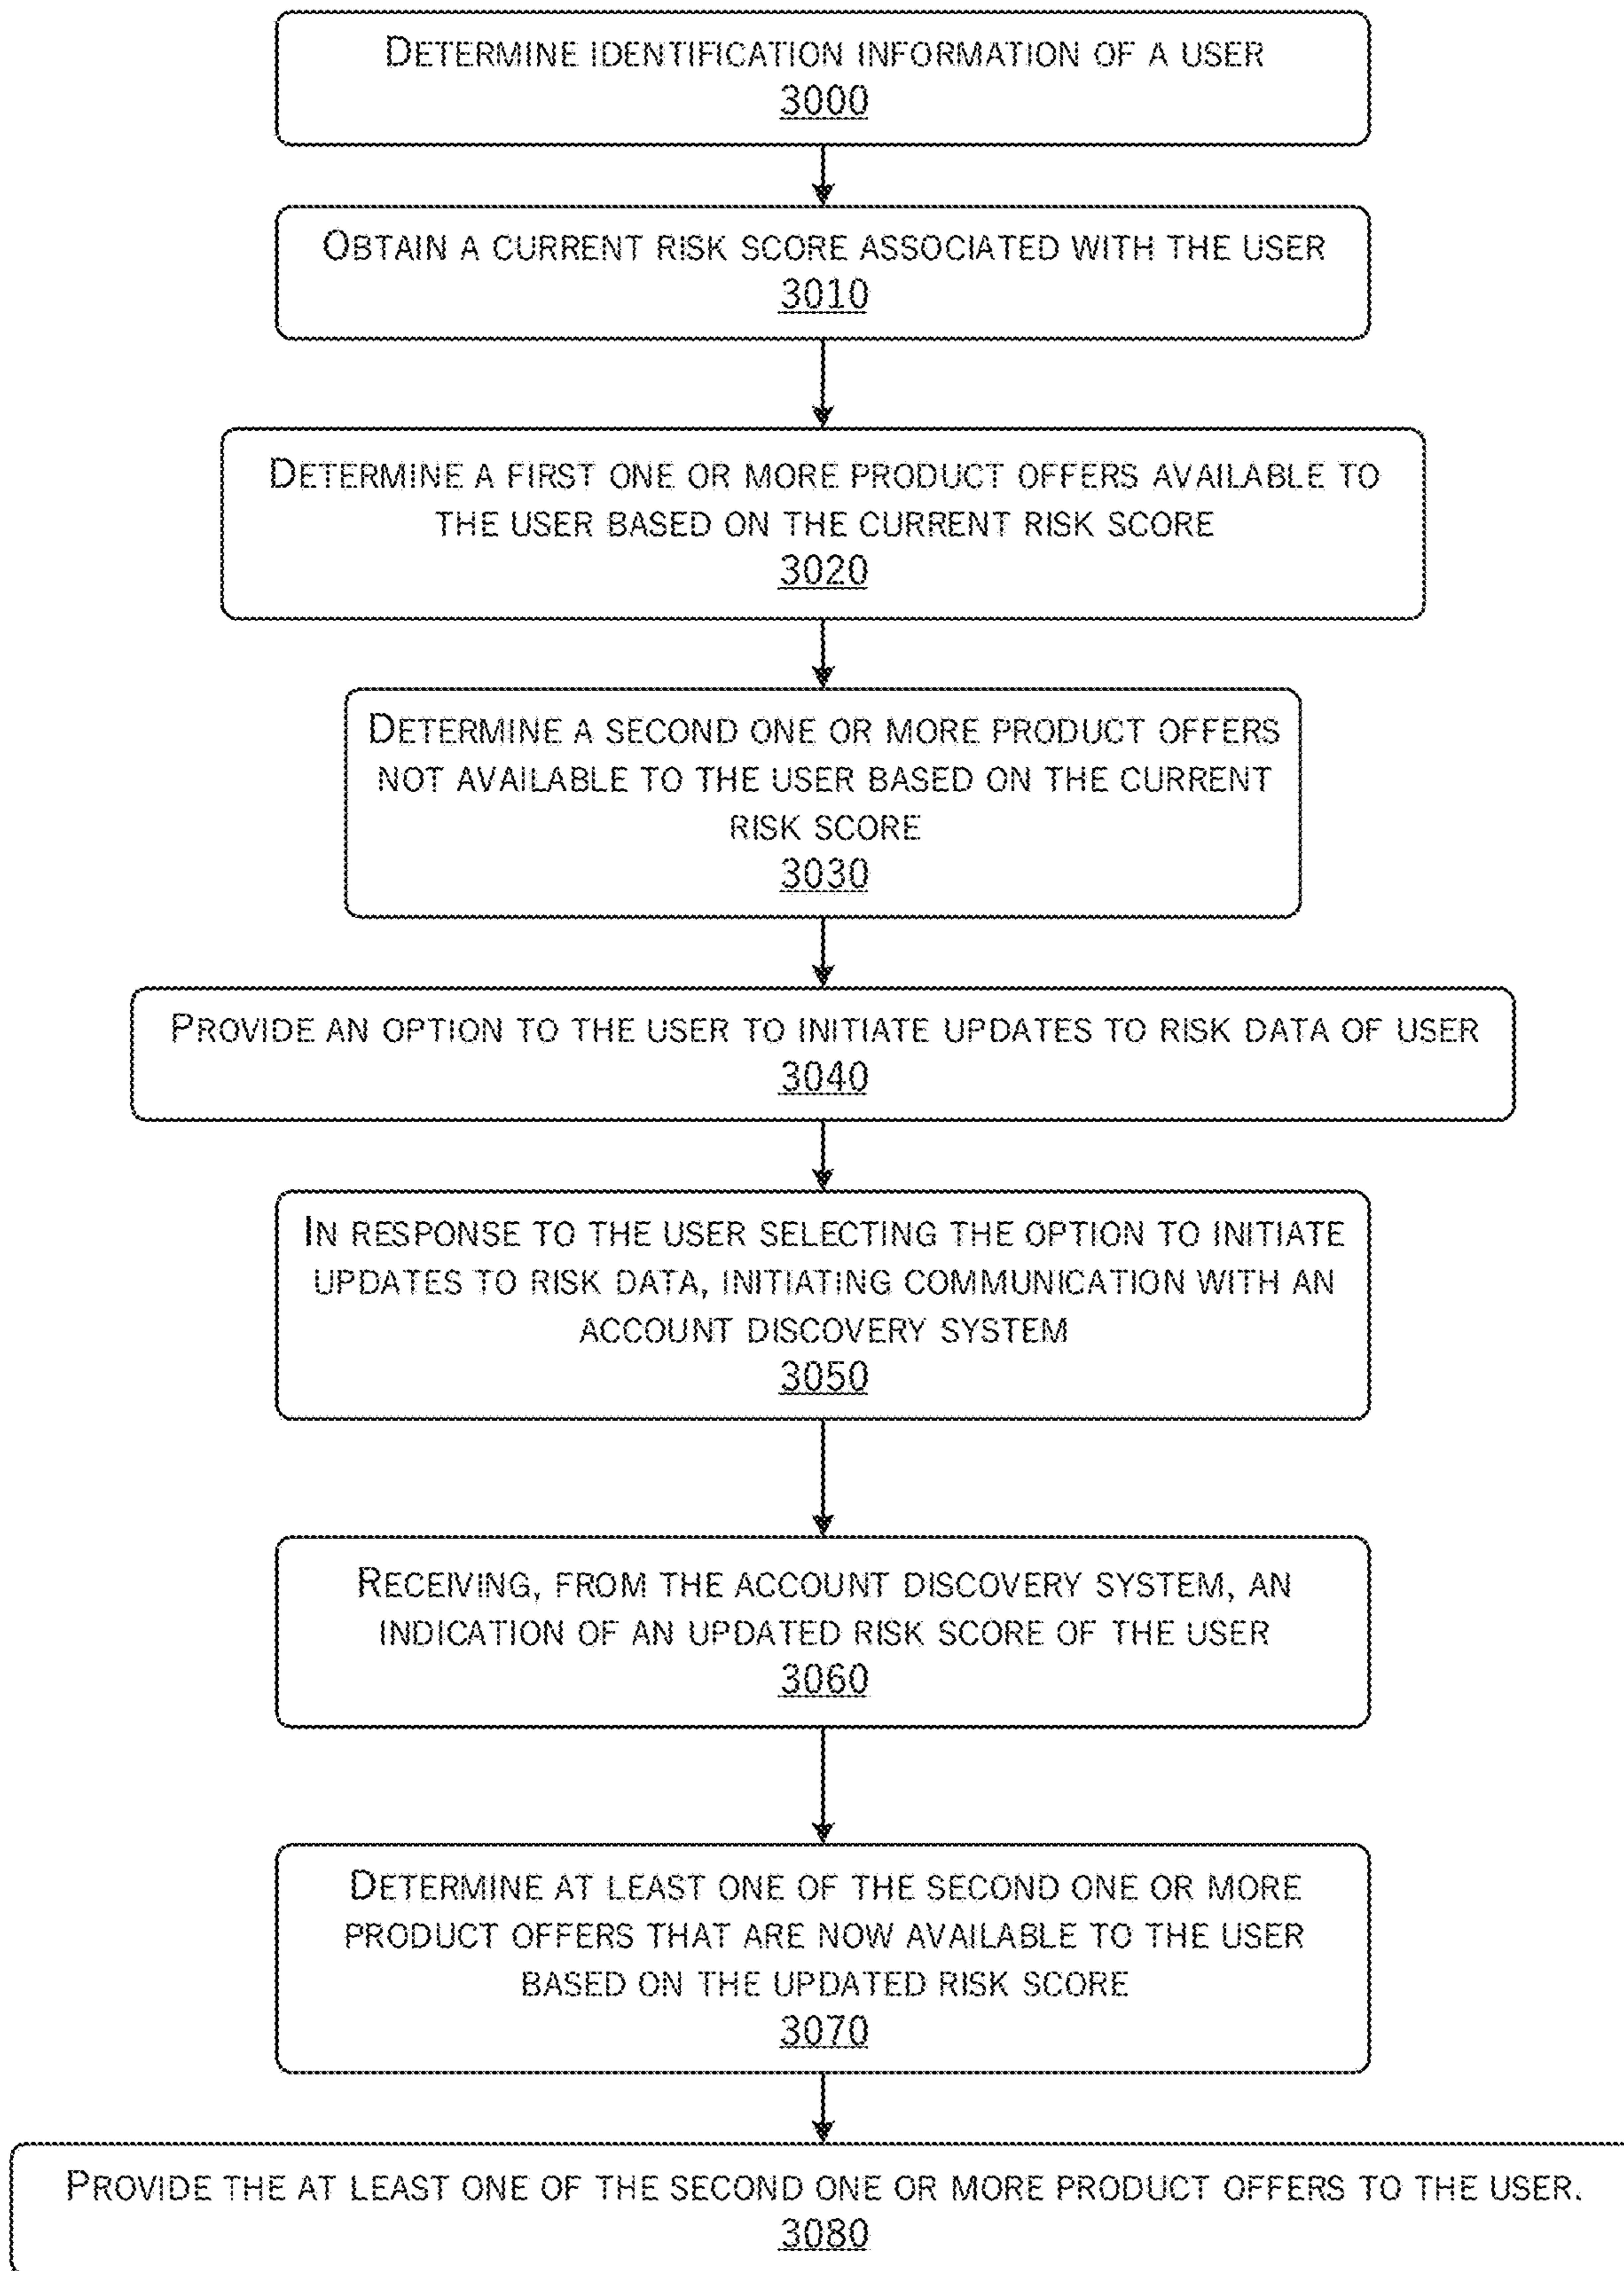 DETERMINE IDENTIFICATION INFORMATION OF A USER
3000
OBTAIN A CURRENT RISK SCORE ASSOCIATED WITH THE USER
3010
DETERMINE A FIRST ONE OR MORE PRODUCT OFFERS AVAILABLE TO
THE USER BASED ON THE CURRENT RISK SCORE
3020
DETERMINE A SECOND ONE OR MORE PRODUCT OFFERS
NOT AVAILABLE TO THE USER BASED ON THE CURRENT
RISK SCORE
3030
PROVIDE AN OPTION TO THE USER TO INITIATE UPDATES TO RISK DATA OF USER
3040
IN RESPONSE TO THE USER SELECTING THE OPTION TO INITIATE
UPDATES TO RISK DATA, INITIATING COMMUNICATION WITH AN
ACCOUNT DISCOVERY SYSTEM
3050
RECEIVING, FROM THE ACCOUNT DISCOVERY SYSTEM, AN
INDICATION OF AN UPDATED RISK SCORE OF THE USER
3060
DETERMINE AT LEAST ONE OF THE SECOND ONE OR MORE
PRODUCT OFFERS THAT ARE NOW AVAILABLE TO THE USER
BASED ON THE UPDATED RISK SCORE
3070
PROVIDE THE AT LEAST ONE OF THE SECOND ONE OR MORE PRODUCT OFFERS TO THE USER.
3080